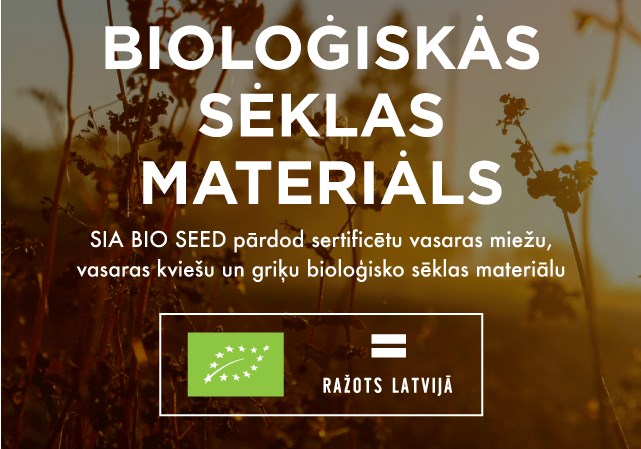 BIOLOĢISKĀS
SĒKLAS
MATERIĀLS
SIA BIO SEED pārdod sertificētu vasaras miežu,
vasaras kviešu un griķu bioloģisko sēklas materiālu
RAŽOTS LATVIJĀ